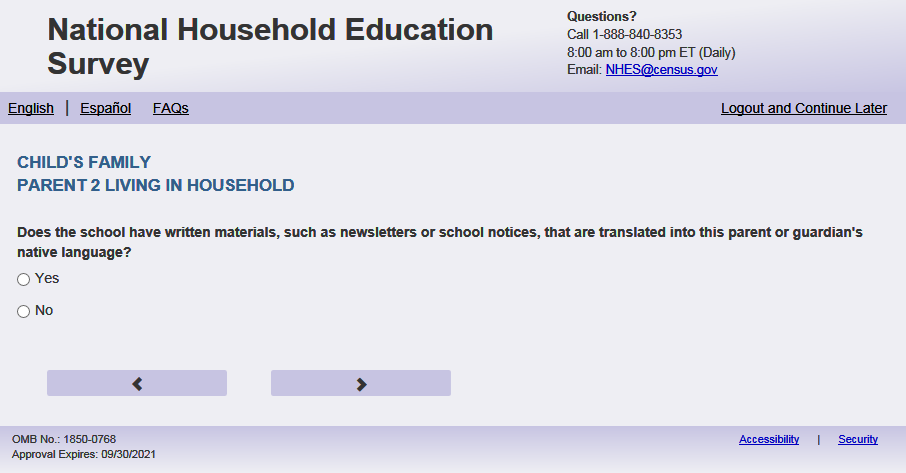 National Household Education
Survey
Questions?
Call 1-888-840-8353
8:00 am to 8:00 pm ET (Daily)
Email: NHES@census.gov
English | Español FAQs Logout and Continue Later
CHILD'S FAMILY
PARENT 2 LIVING IN HOUSEHOLD
Does the school have written materials, such as newsletters or school notices, that are translated into this parent or guardian's
native language?
Yes
No
OMB No.: 1850-0768
Approval Expires: 09/30/2021
Accessibility | Security